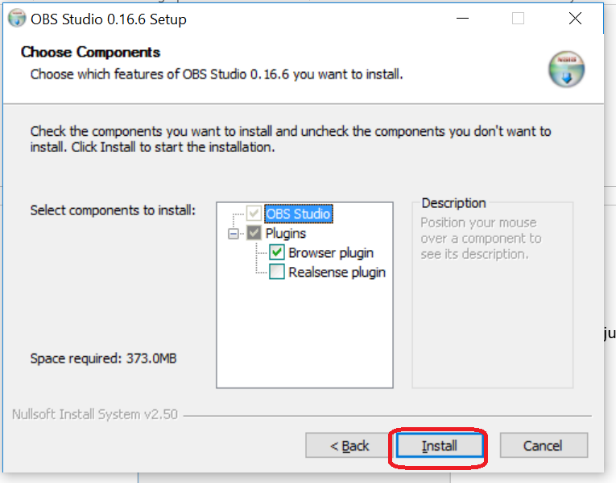 OBS Studio 0.16.6 Setup
Choose Components
Choose which features of OBS Studio 0.16.6 you want to install.
Check the components you want to install and uncheck the components you don't want to
install. Click Install to start the installation.
Select components to install:
OBS Studio
Plugins
Browser plugin
Realsense plugin
Description
Position your mouse
over a component to
see its description.
ju
Space required: 373.0MB
Nullsoft Install System v2.50
< Back
Install
Cancel